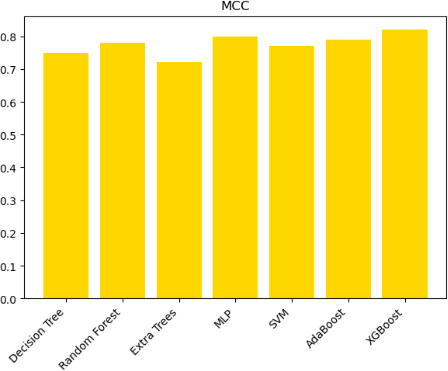 MCC
0.8
0.7
0.6
0.5
0.4
0.3
0.2
0.1
0.0
Decision Tree
Random Forest
Extra Trees
MLP
SVM
AdaBoost
XGBoost